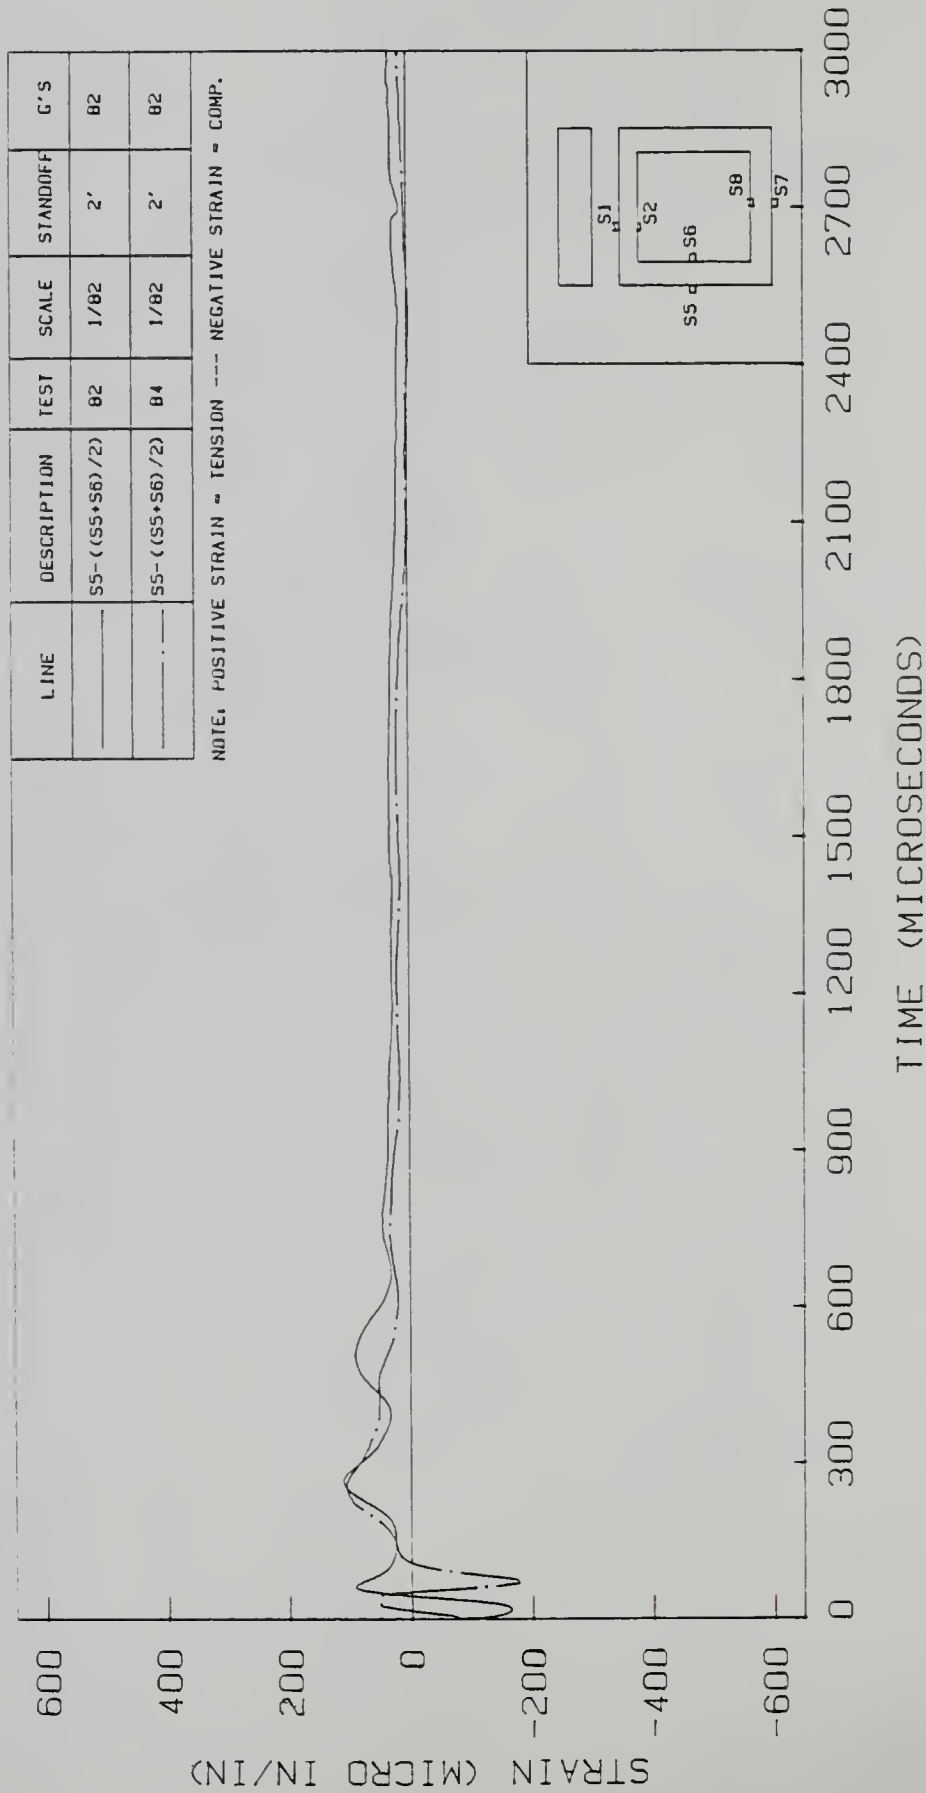 LINE DESCRIPTION TEST SCALE STANDOFF G'S
S5-((S5+S6)/2) B2 1/82 2' 82
S5-((S5+S6)/2) B4 1/82 2' 82
NOTE: POSITIVE STRAIN = TENSION --- NEGATIVE STRAIN = COMP.
STRAIN (MICRO IN/IN)
600
400
200
0
-200
-400
-600
S1
S2
S5 S6
S8
S7
0 300 600 900 1200 1500 1800 2100 2400 2700 3000
TIME (MICROSECONDS)